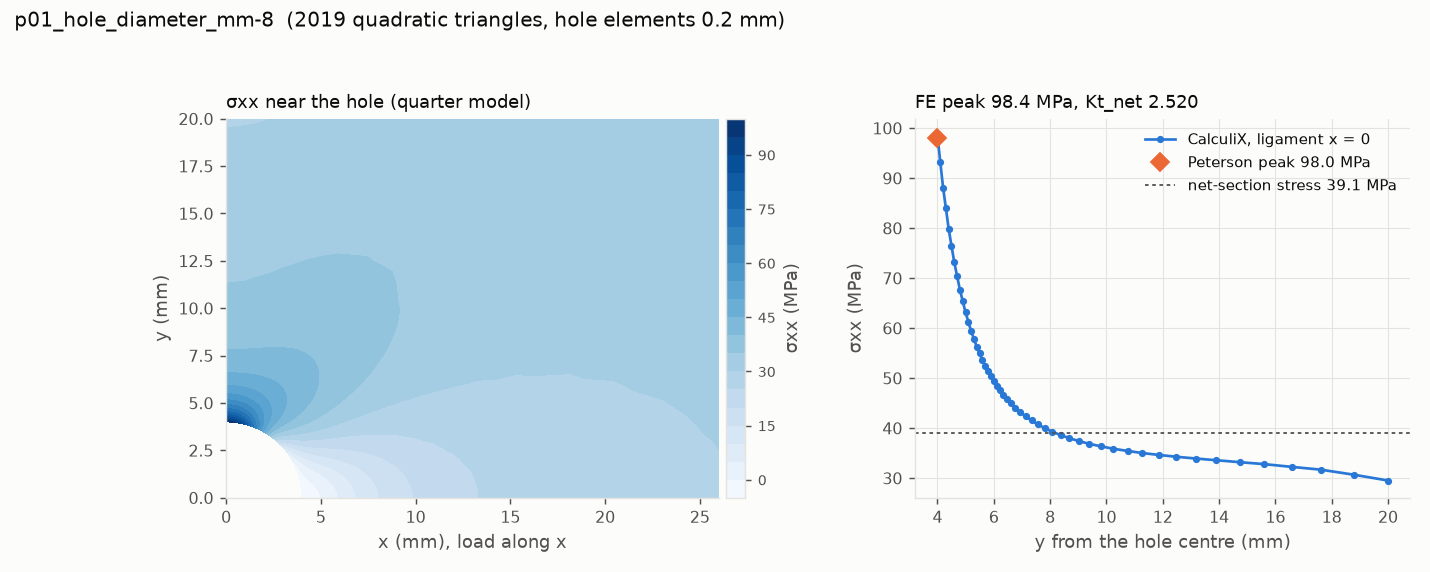 p01_hole_diameter_mm-8  (2019 quadratic triangles, hole elements 0.2 mm)
σxx near the hole (quarter model)
20.0
17.5
15.0
12.5
10.0
7.5
5.0
2.5
0.0
y (mm)
0 5 10 15 20 25
x (mm), load along x
90
75
60
45
30
15
0
σxx (MPa)
FE peak 98.4 MPa, Kt_net 2.520
CalculiX, ligament x = 0
Peterson peak 98.0 MPa
net-section stress 39.1 MPa
100
90
80
70
60
50
40
30
σxx (MPa)
4 6 8 10 12 14 16 18 20
y from the hole centre (mm)